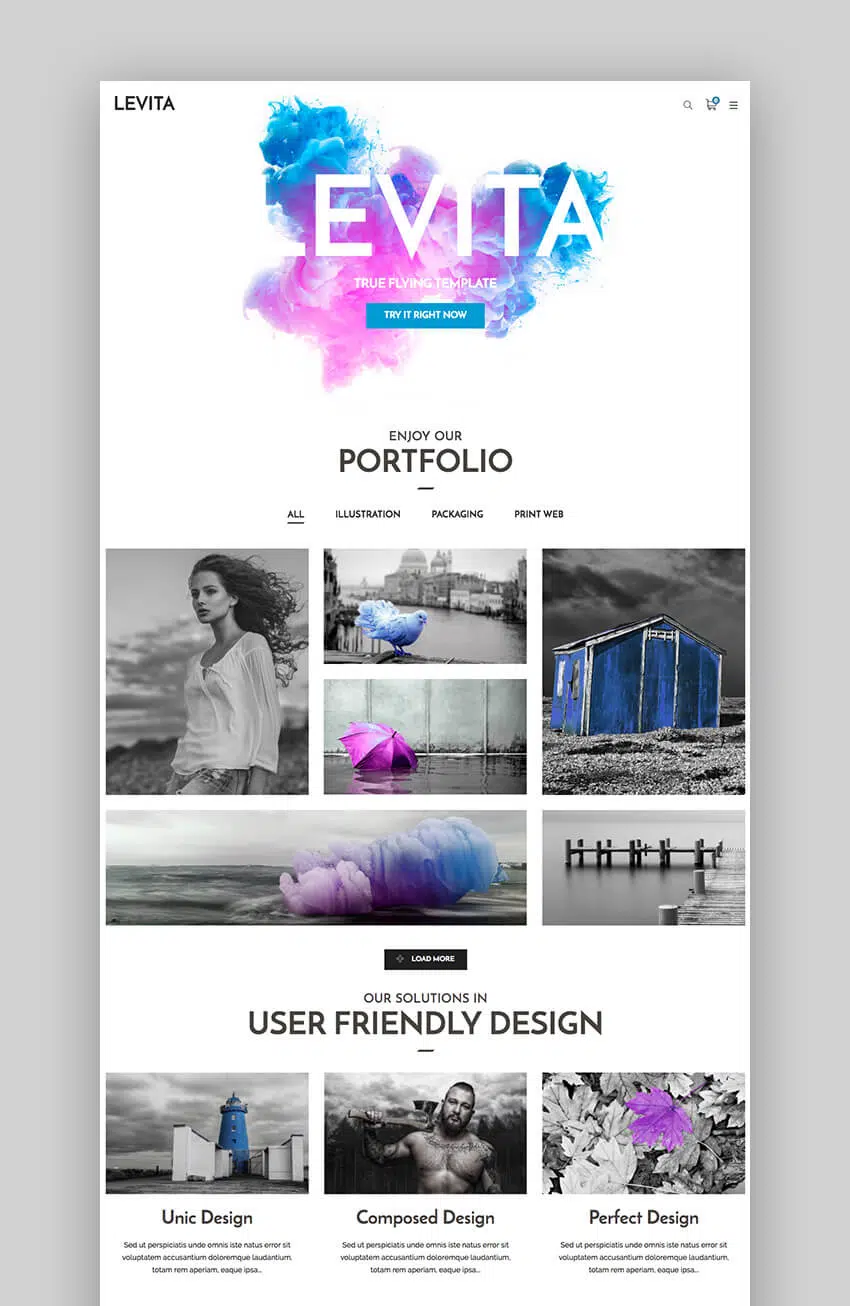 LEVITA
0
LEVITA
TRUE FLYING TEMPLATE
TRY IT RIGHT NOW
ENJOY OUR
PORTFOLIO
ALL ILLUSTRATION PACKAGING PRINT WEB
LOAD MORE
OUR SOLUTIONS IN
USER FRIENDLY DESIGN
Unic Design
Sed ut perspiciatis unde omnis iste natus error sit
voluptatem accusantium doloremque laudantium,
totam rem aperiam, eaque ipsa...
Composed Design
Sed ut perspiciatis unde omnis iste natus error sit
voluptatem accusantium doloremque laudantium,
totam rem aperiam, eaque ipsa...
Perfect Design
Sed ut perspiciatis unde omnis iste natus error sit
voluptatem accusantium doloremque laudantium,
totam rem aperiam, eaque ipsa...